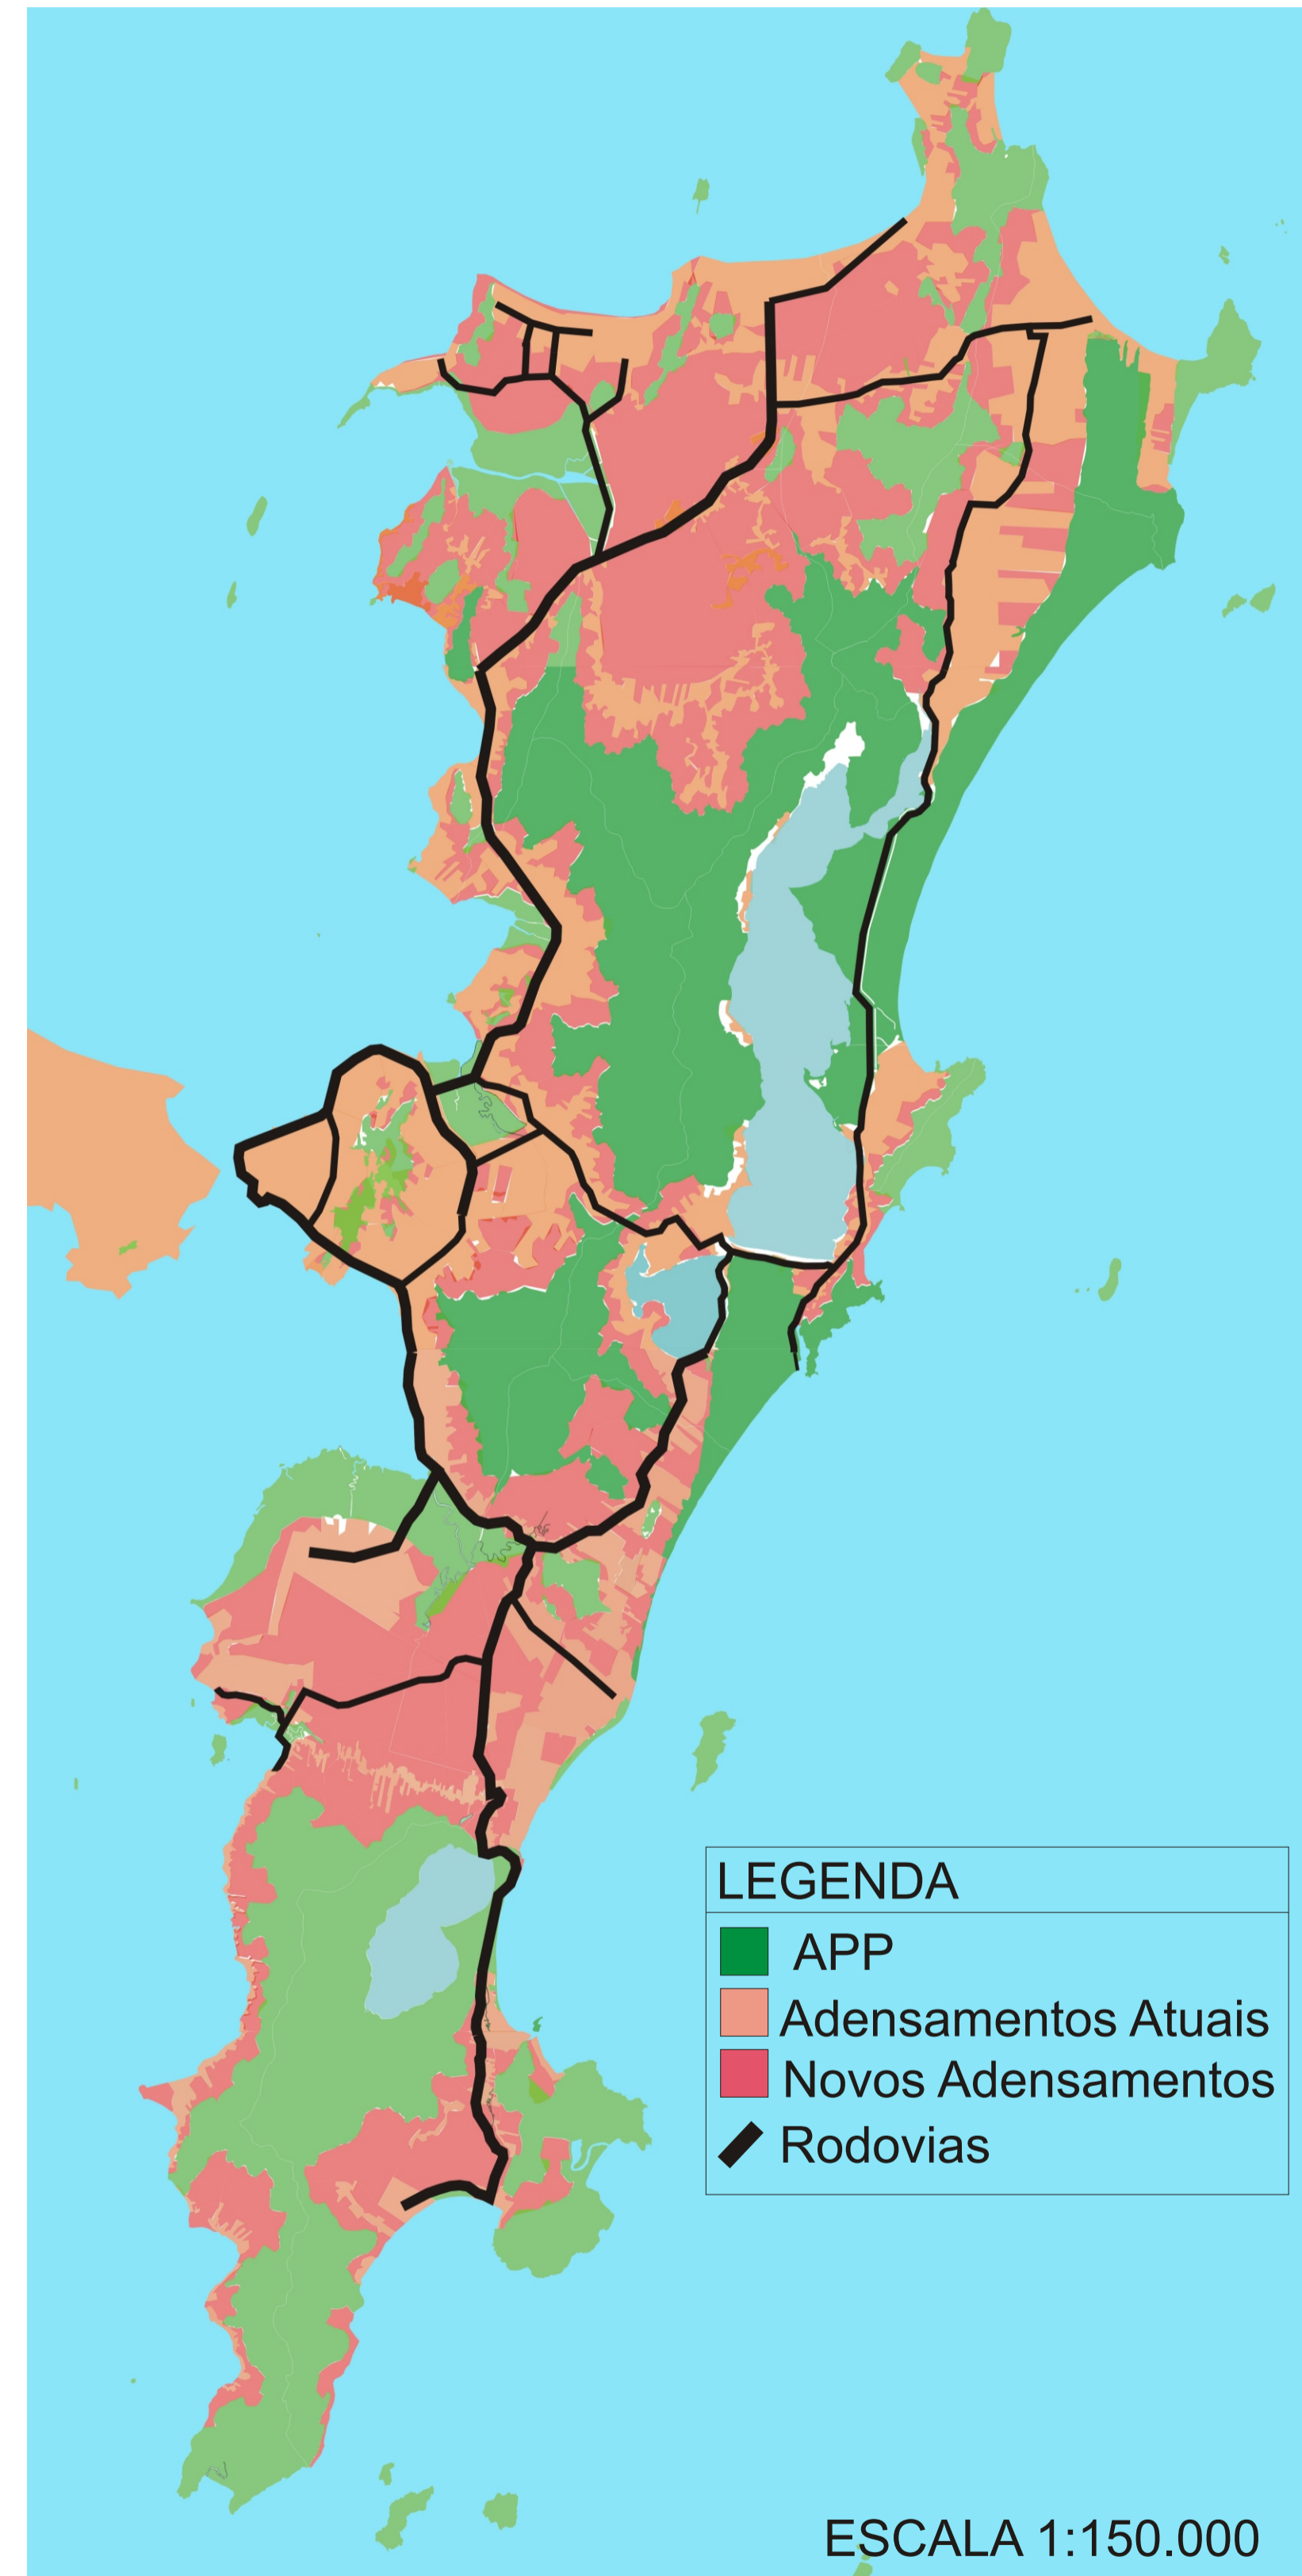 LEGENDA
APP
Adensamentos Atuais
Novos Adensamentos
Rodovias
ESCALA 1:150.000